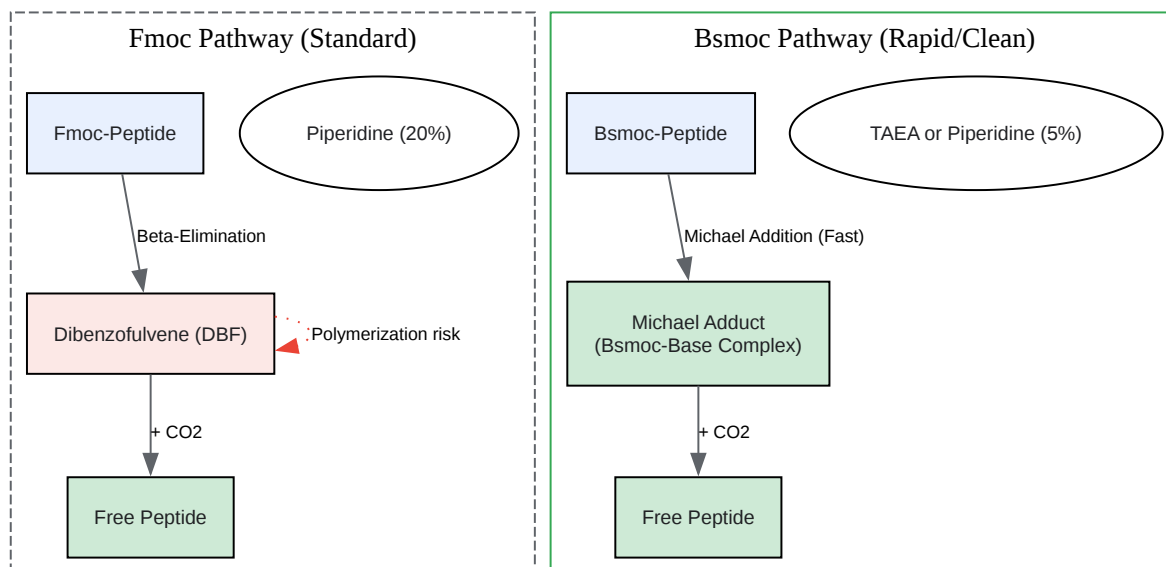 Fmoc Pathway (Standard)
Fmoc-Peptide
Piperidine (20%)
Beta-Elimination
Dibenzofulvene (DBF)
Polymerization risk
+ CO2
Free Peptide
Bsmoc Pathway (Rapid/Clean)
Bsmoc-Peptide
TAEA or Piperidine (5%)
Michael Addition (Fast)
Michael Adduct
(Bsmoc-Base Complex)
+ CO2
Free Peptide